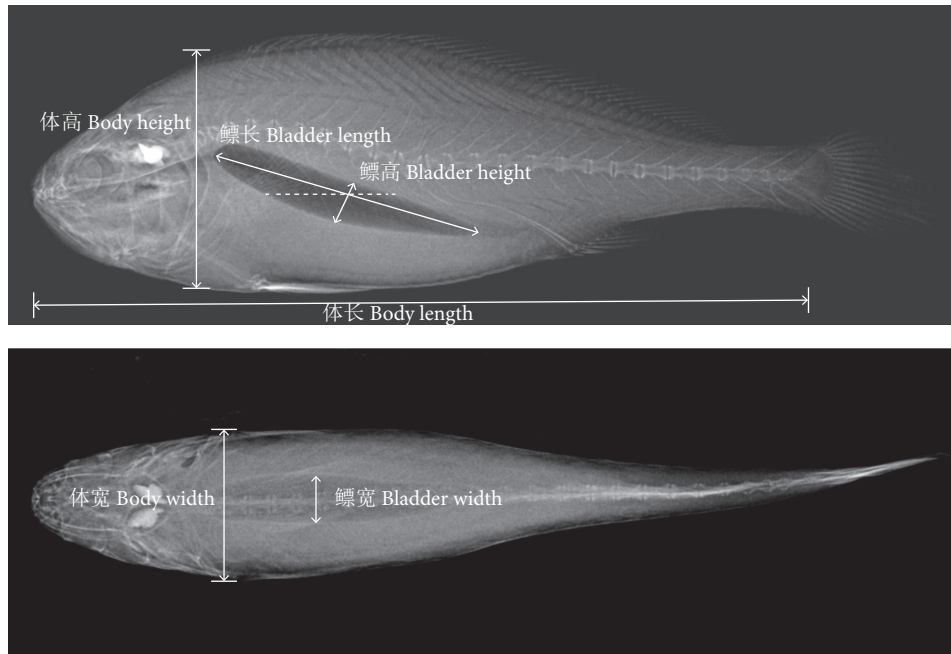 体高 Body height
鳔长 Bladder length
鳔高 Bladder height
体长 Body length
体宽 Body width
鳔宽 Bladder width